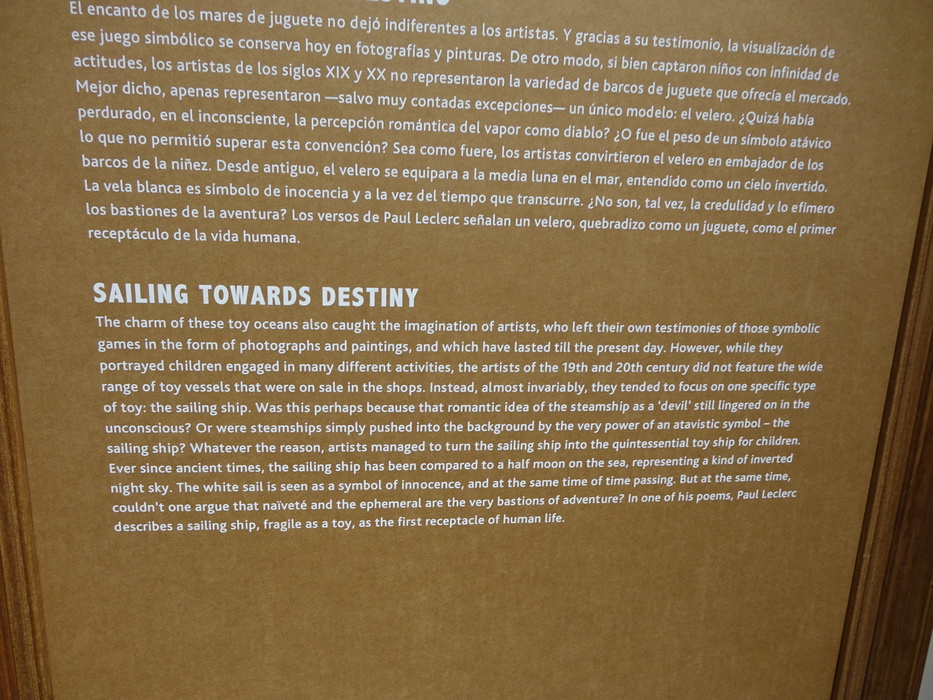 El encanto de los mares de juguete no dejó indiferentes a los artistas. Y gracias a su testimonio, la visualización de
ese juego simbólico se conserva hoy en fotografías y pinturas. De otro modo, si bien captaron niños con infinidad de
actitudes, los artistas de los siglos XIX y XX no representaron la variedad de barcos de juguete que ofrecía el mercado.
Mejor dicho, apenas representaron —salvo muy contadas excepciones— un único modelo: el velero. ¿Quizá había
perdurado, en el inconsciente, la percepción romántica del vapor como diablo? ¿O fue el peso de un símbolo atávico
lo que no permitió superar esta convención? Sea como fuere, los artistas convirtieron el velero en embajador de los
barcos de la niñez. Desde antiguo, el velero se equipara a la media luna en el mar, entendido como un cielo invertido.
La vela blanca es símbolo de inocencia y a la vez del tiempo que transcurre. ¿No son, tal vez, la credulidad y lo efímero
los bastiones de la aventura? Los versos de Paul Leclerc señalan un velero, quebradizo como un juguete, como el primer
receptáculo de la vida humana.
SAILING TOWARDS DESTINY
The charm of these toy oceans also caught the imagination of artists, who left their own testimonies of those symbolic
games in the form of photographs and paintings, and which have lasted till the present day. However, while they
portrayed children engaged in many different activities, the artists of the 19th and 20th century did not feature the wide
range of toy vessels that were on sale in the shops. Instead, almost invariably, they tended to focus on one specific type
of toy: the sailing ship. Was this perhaps because that romantic idea of the steamship as a 'devil' still lingered on in the
unconscious? Or were steamships simply pushed into the background by the very power of an atavistic symbol – the
sailing ship? Whatever the reason, artists managed to turn the sailing ship into the quintessential toy ship for children.
Ever since ancient times, the sailing ship has been compared to a half moon on the sea, representing a kind of inverted
night sky. The white sail is seen as a symbol of innocence, and at the same time of time passing. But at the same time,
couldn't one argue that naïveté and the ephemeral are the very bastions of adventure? In one of his poems, Paul Leclerc
describes a sailing ship, fragile as a toy, as the first receptacle of human life.